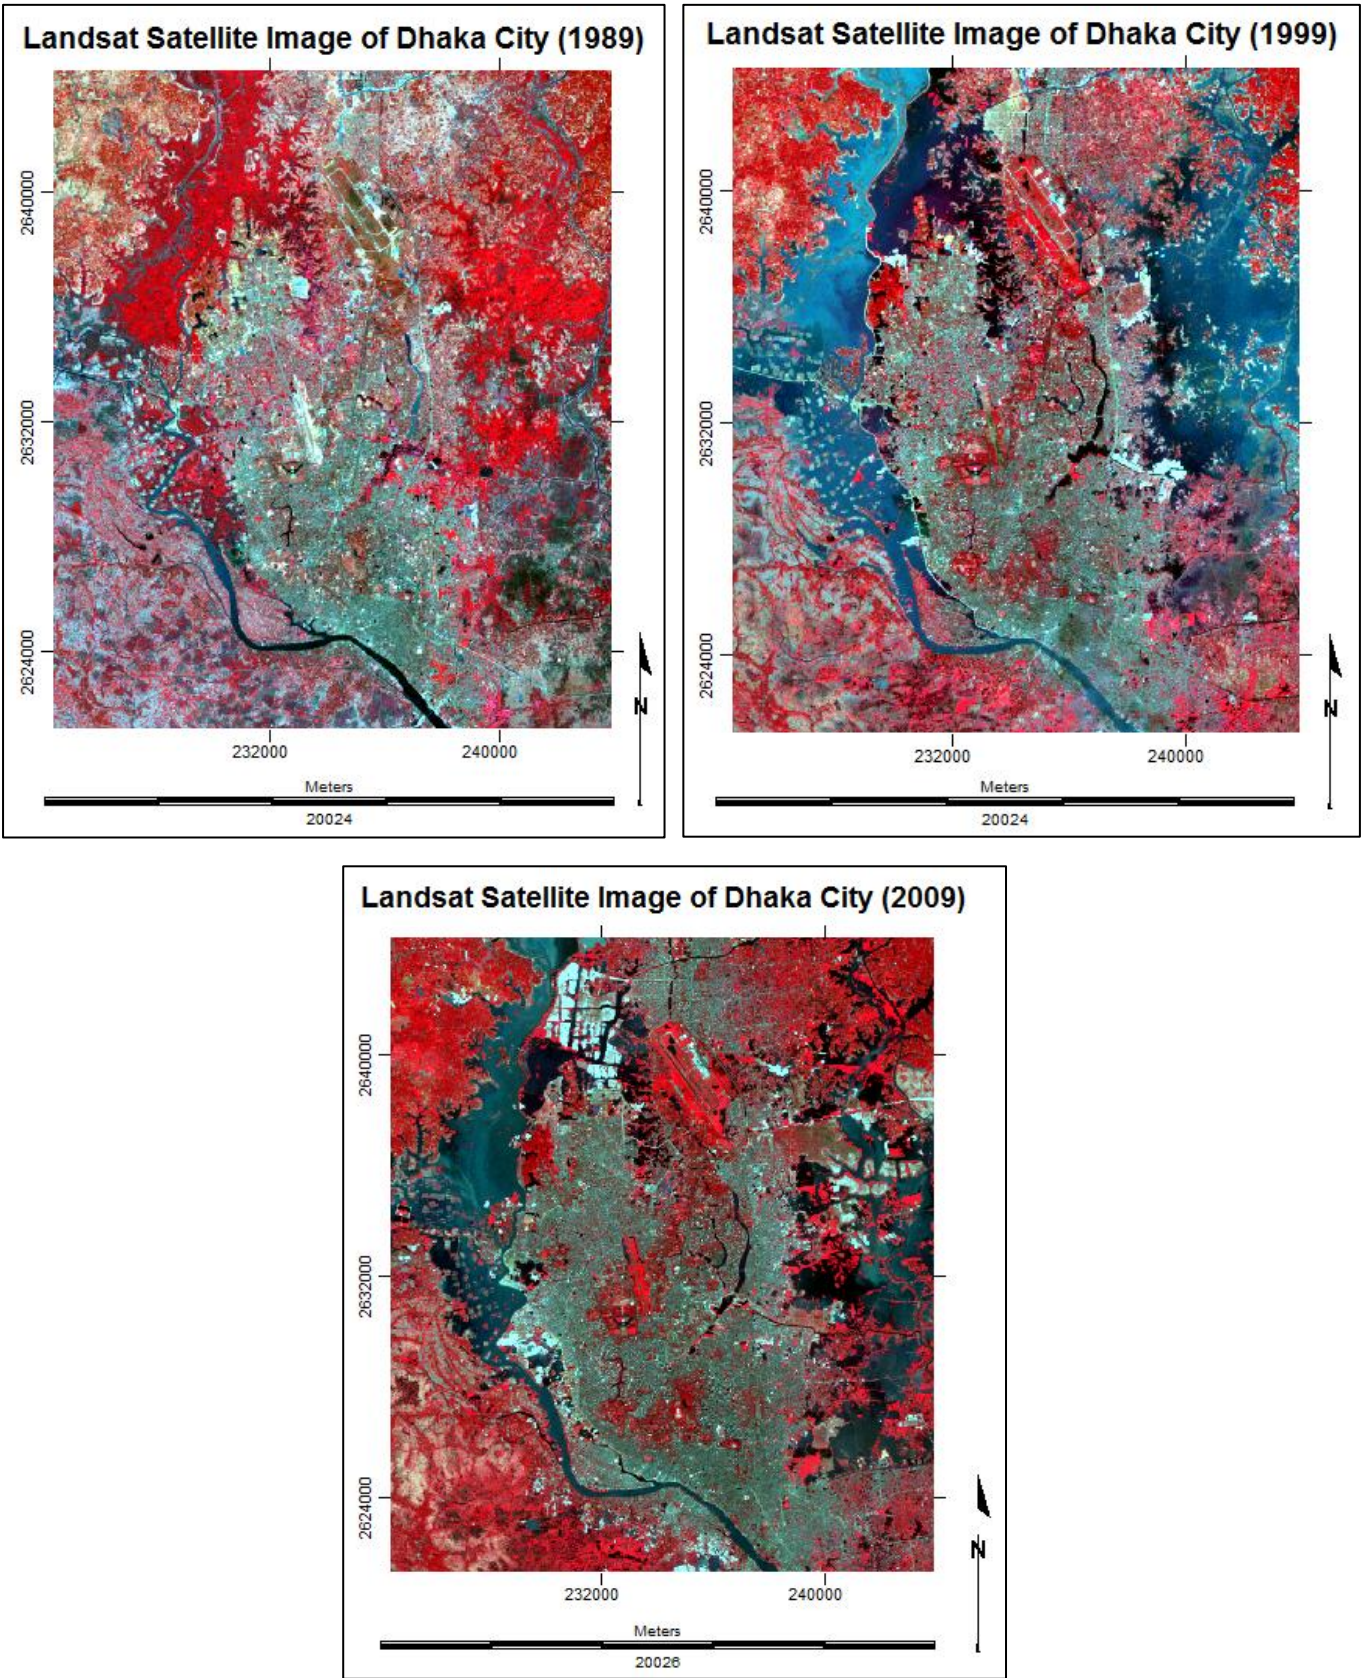 Landsat Satellite Image of Dhaka City (1989)
2640000
2632000
2624000
N
232000 240000
Meters
20024
Landsat Satellite Image of Dhaka City (1999)
2640000
2632000
2624000
N
232000 240000
Meters
20024
Landsat Satellite Image of Dhaka City (2009)
2640000
2632000
2624000
N
232000 240000
Meters
20026